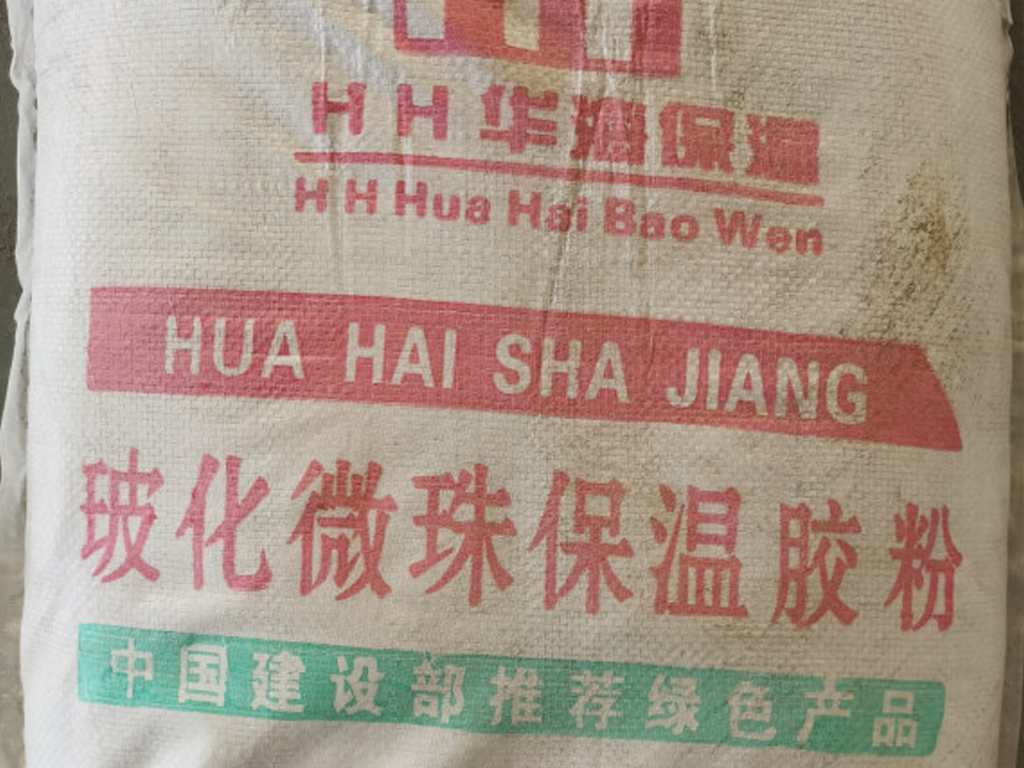 HH华海保温
HH Hua Hai Bao Wen
HUA HAI SHA JIANG
玻化微珠保温胶粉
中国建设部推荐绿色产品